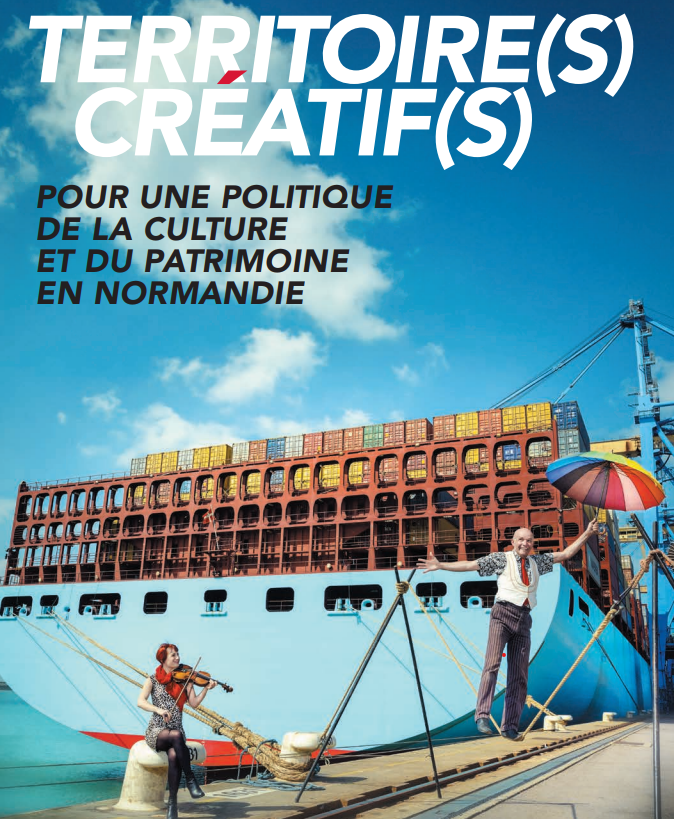 TERRITOIRE(S)
CRÉATIF(S)
POUR UNE POLITIQUE
DE LA CULTURE
ET DU PATRIMOINE
EN NORMANDIE